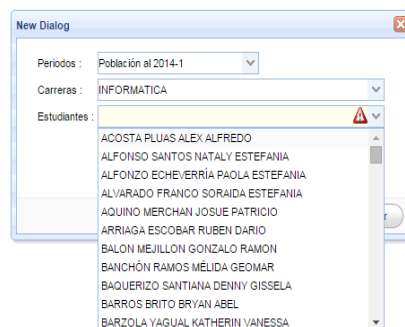 New Dialog
Periodos : Población al 2014-1
Carreras : INFORMATICA
Estudiantes :
ACOSTA PLUAS ALEX ALFREDO
ALFONSO SANTOS NATALY ESTEFANIA
ALFONZO ECHEVERRÍA PAOLA ESTEFANIA
ALVARADO FRANCO SORAIDA ESTEFANIA
AQUINO MERCHAN JOSUE PATRICIO
ARRIAGA ESCOBAR RUBEN DARIO
BALON MEJILLON GONZALO RAMON
BANCHÓN RAMOS MÉLIDA GEOMAR
BAQUERIZO SANTIANA DENNY GISSELA
BARROS BRITO BRYAN ABEL
BARZOLA YAGUAL KATHERIN VANESSA